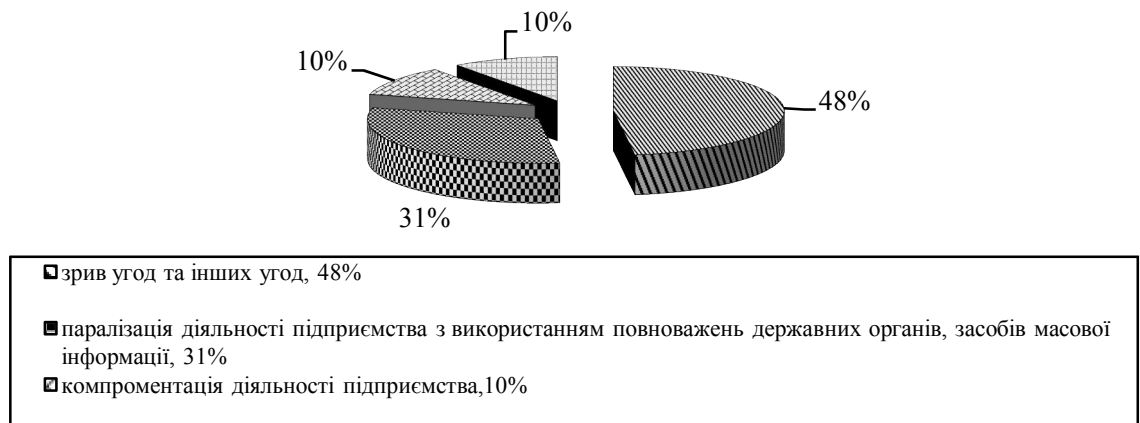 10%
10%
48%
31%
зрив угод та інших угод, 48%
паралізація діяльності підприємства з використанням повноважень державних органів, засобів масової
інформації, 31%
компроментація діяльності підприємства,10%